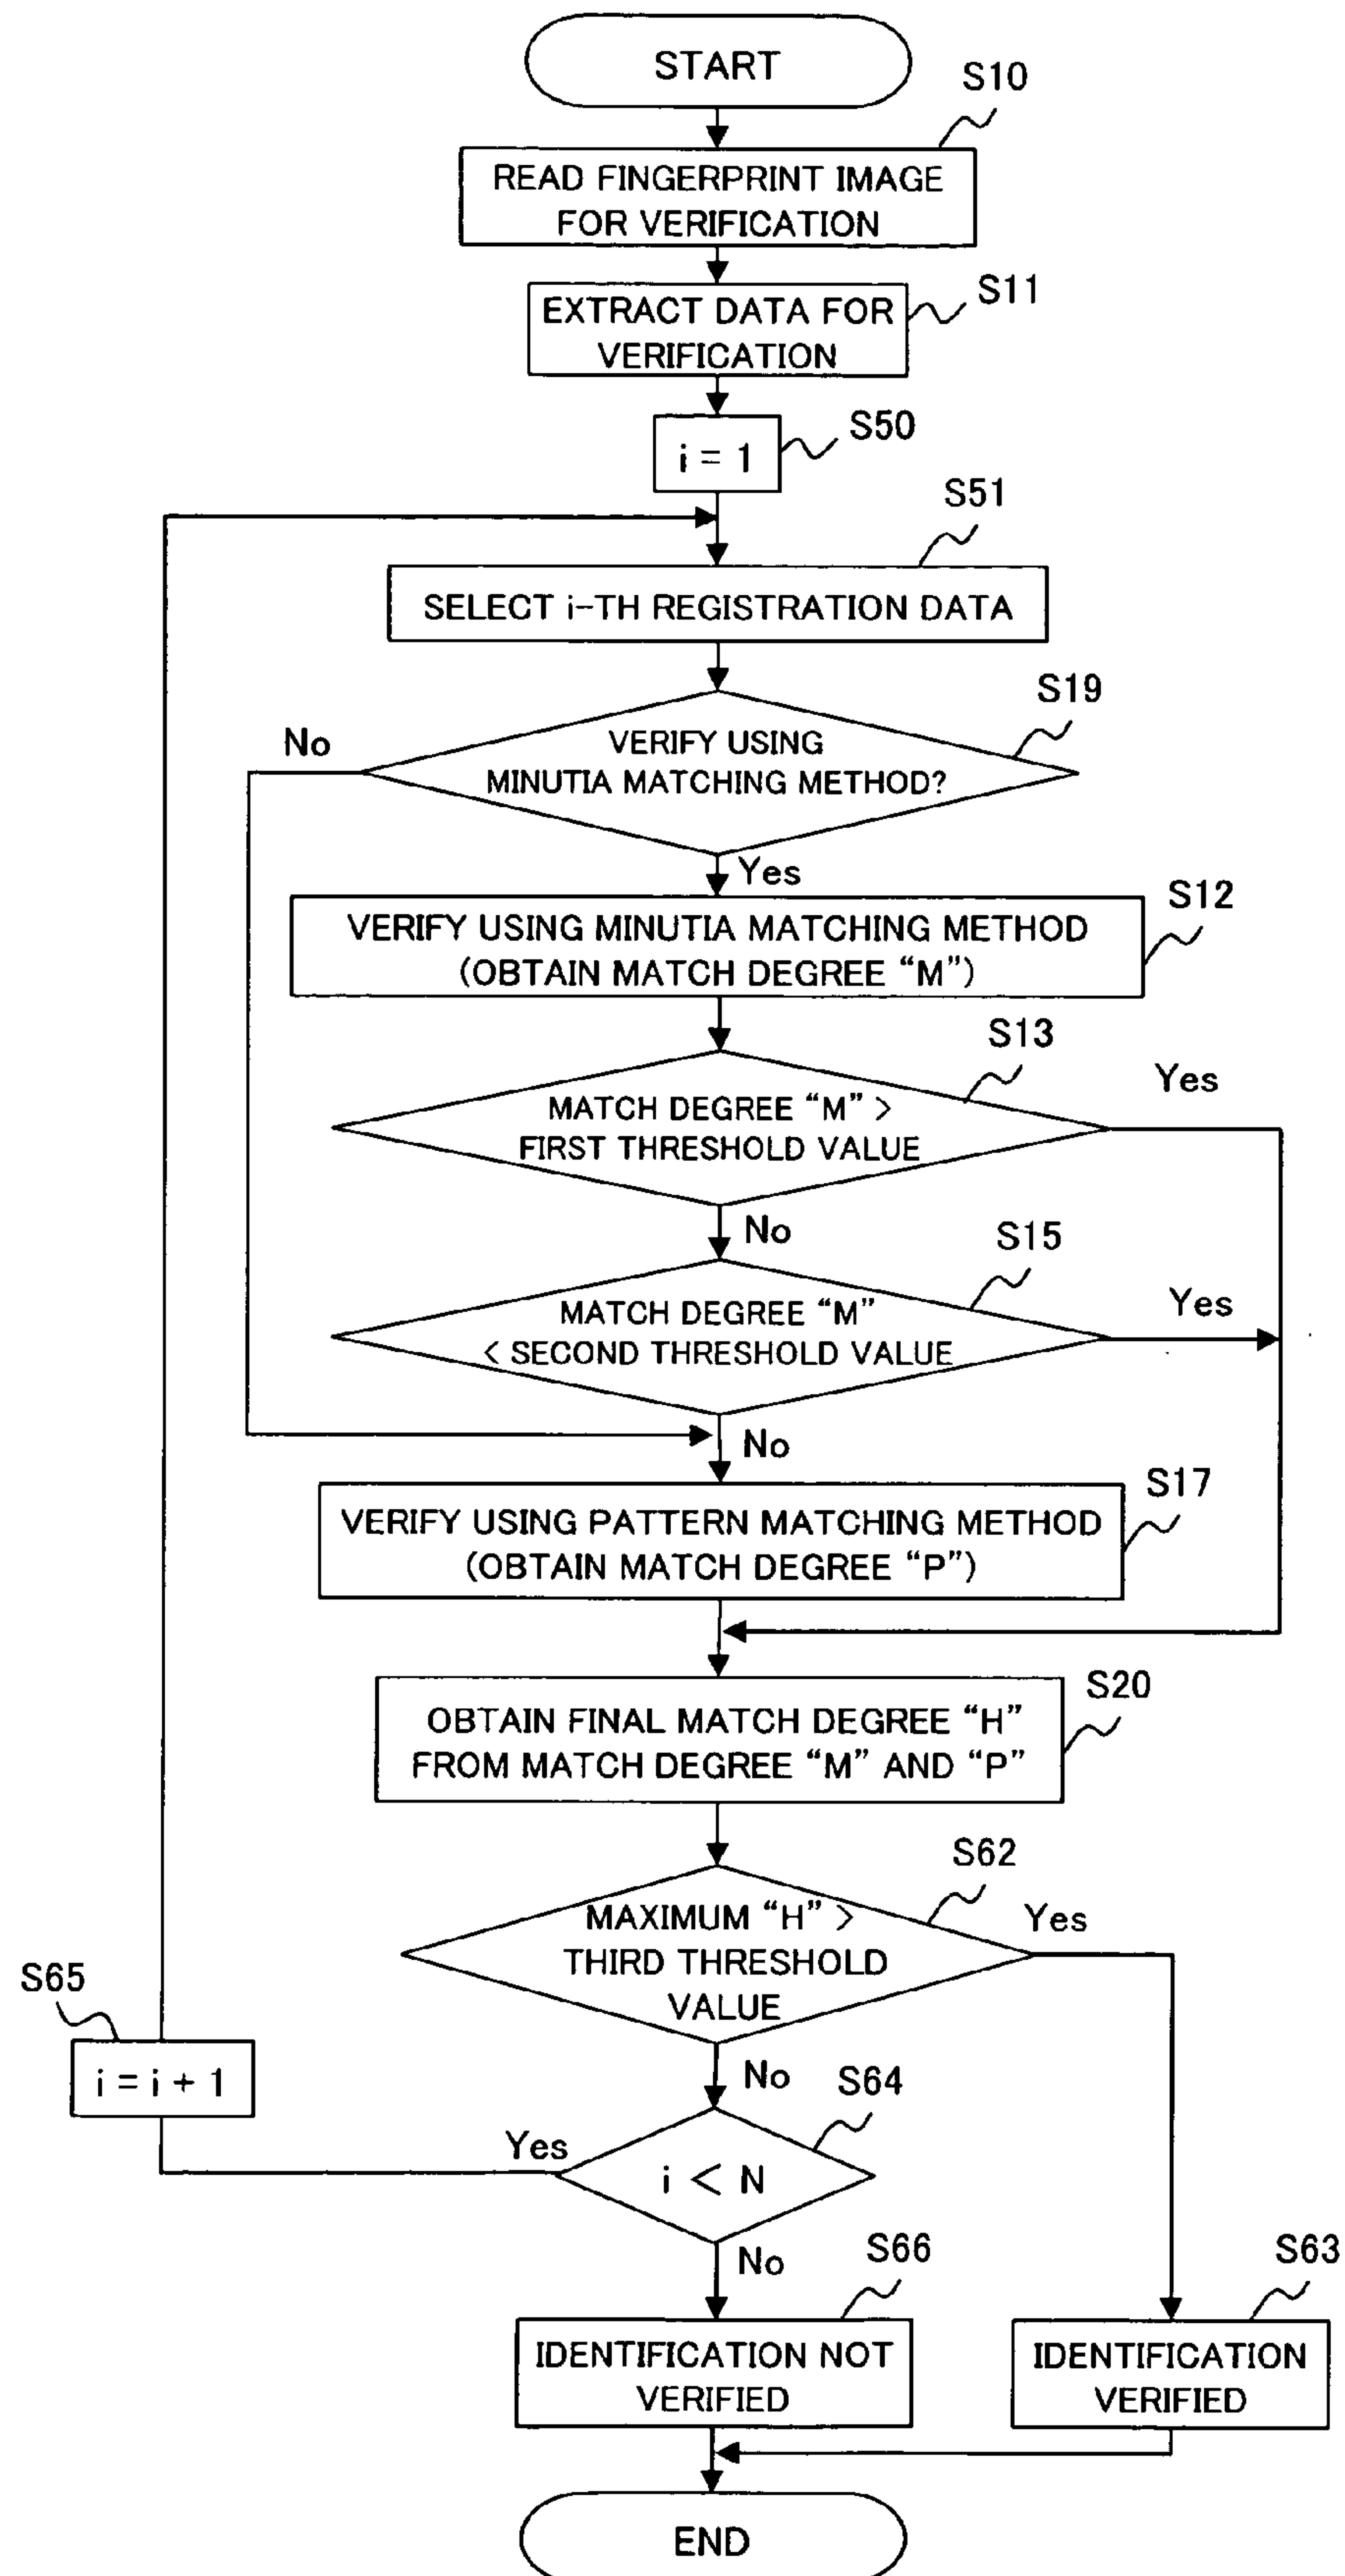 START
S10
READ FINGERPRINT IMAGE
FOR VERIFICATION
S11
EXTRACT DATA FOR
VERIFICATION
S50
i = 1
S51
SELECT i-TH REGISTRATION DATA
S19
No
VERIFY USING
MINUTIA MATCHING METHOD?
Yes
S12
VERIFY USING MINUTIA MATCHING METHOD
(OBTAIN MATCH DEGREE “M”)
S13
Yes
MATCH DEGREE “M” >
FIRST THRESHOLD VALUE
No
S15
Yes
MATCH DEGREE “M”
< SECOND THRESHOLD VALUE
No
S17
VERIFY USING PATTERN MATCHING METHOD
(OBTAIN MATCH DEGREE “P”)
S20
OBTAIN FINAL MATCH DEGREE “H”
FROM MATCH DEGREE “M” AND “P”
S62
Yes
MAXIMUM “H” >
THIRD THRESHOLD
VALUE
S65
i = i + 1
No
S64
Yes
i < N
No
S66
S63
IDENTIFICATION NOT
VERIFIED
IDENTIFICATION
VERIFIED
END